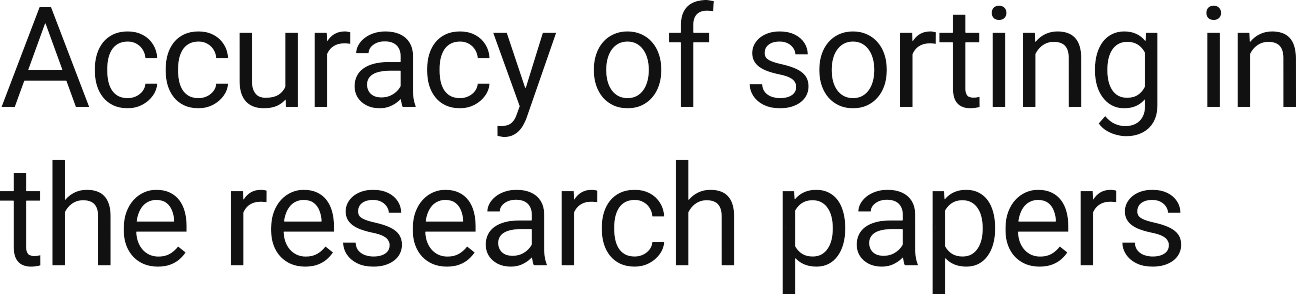 Accuracy of sorting in
the research papers